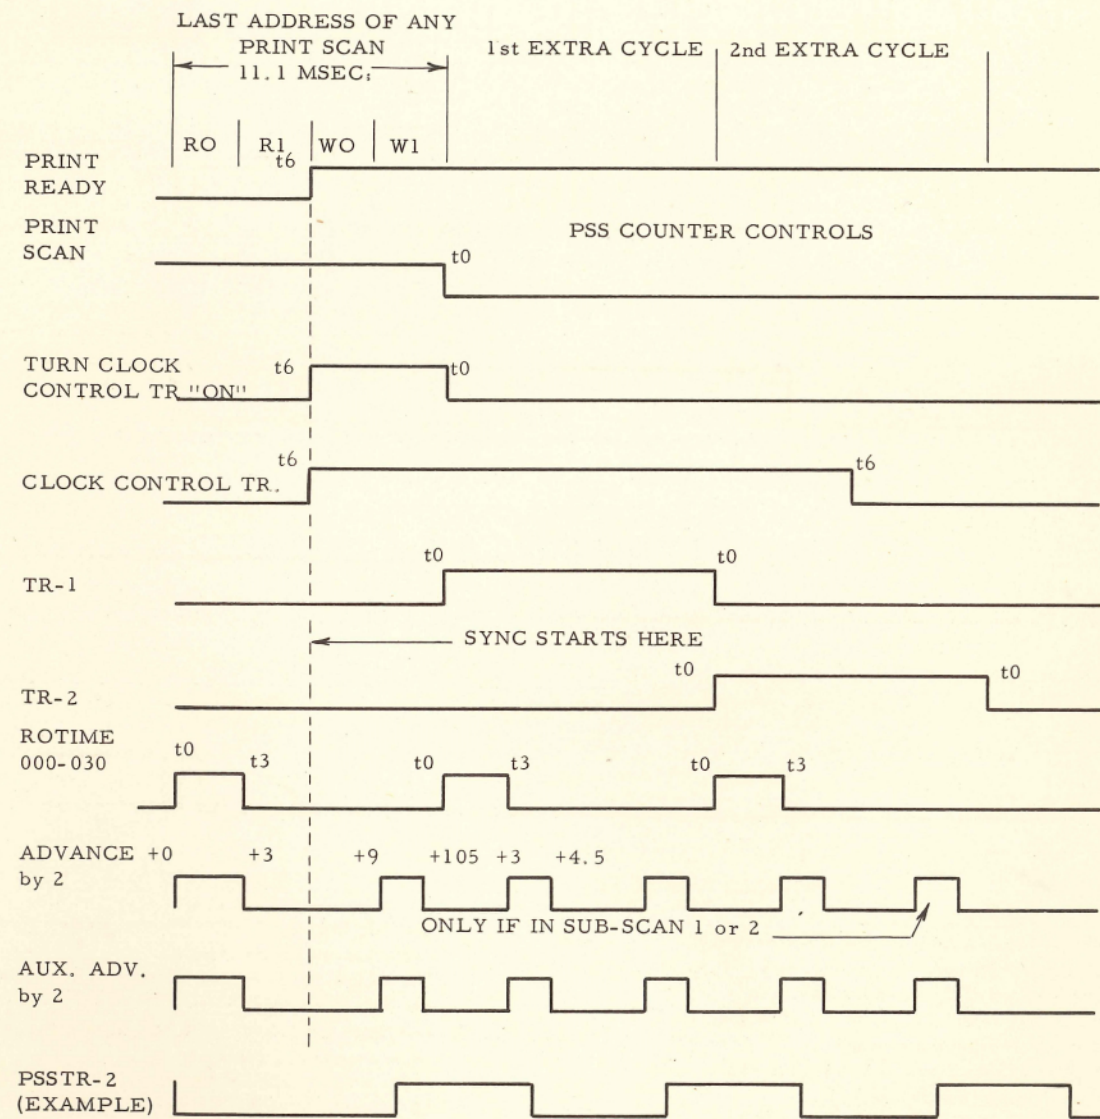 LAST ADDRESS OF ANY
PRINT SCAN
11.1 MSEC;
1st EXTRA CYCLE
2nd EXTRA CYCLE
RO
R1
WO
W1
PRINT
READY
t6
PRINT
SCAN
PSS COUNTER CONTROLS
t0
TURN CLOCK
CONTROL TR "ON"
t6
t0
CLOCK CONTROL TR.
t6
t6
TR-1
t0
t0
SYNC STARTS HERE
TR-2
t0
t0
ROTIME
000-030
t0
t3
t0
t3
t0
t3
ADVANCE +0 +3 +9 +105 +3 +4.5
by 2
ONLY IF IN SUB-SCAN 1 or 2
AUX. ADV.
by 2
PSSTR-2
(EXAMPLE)